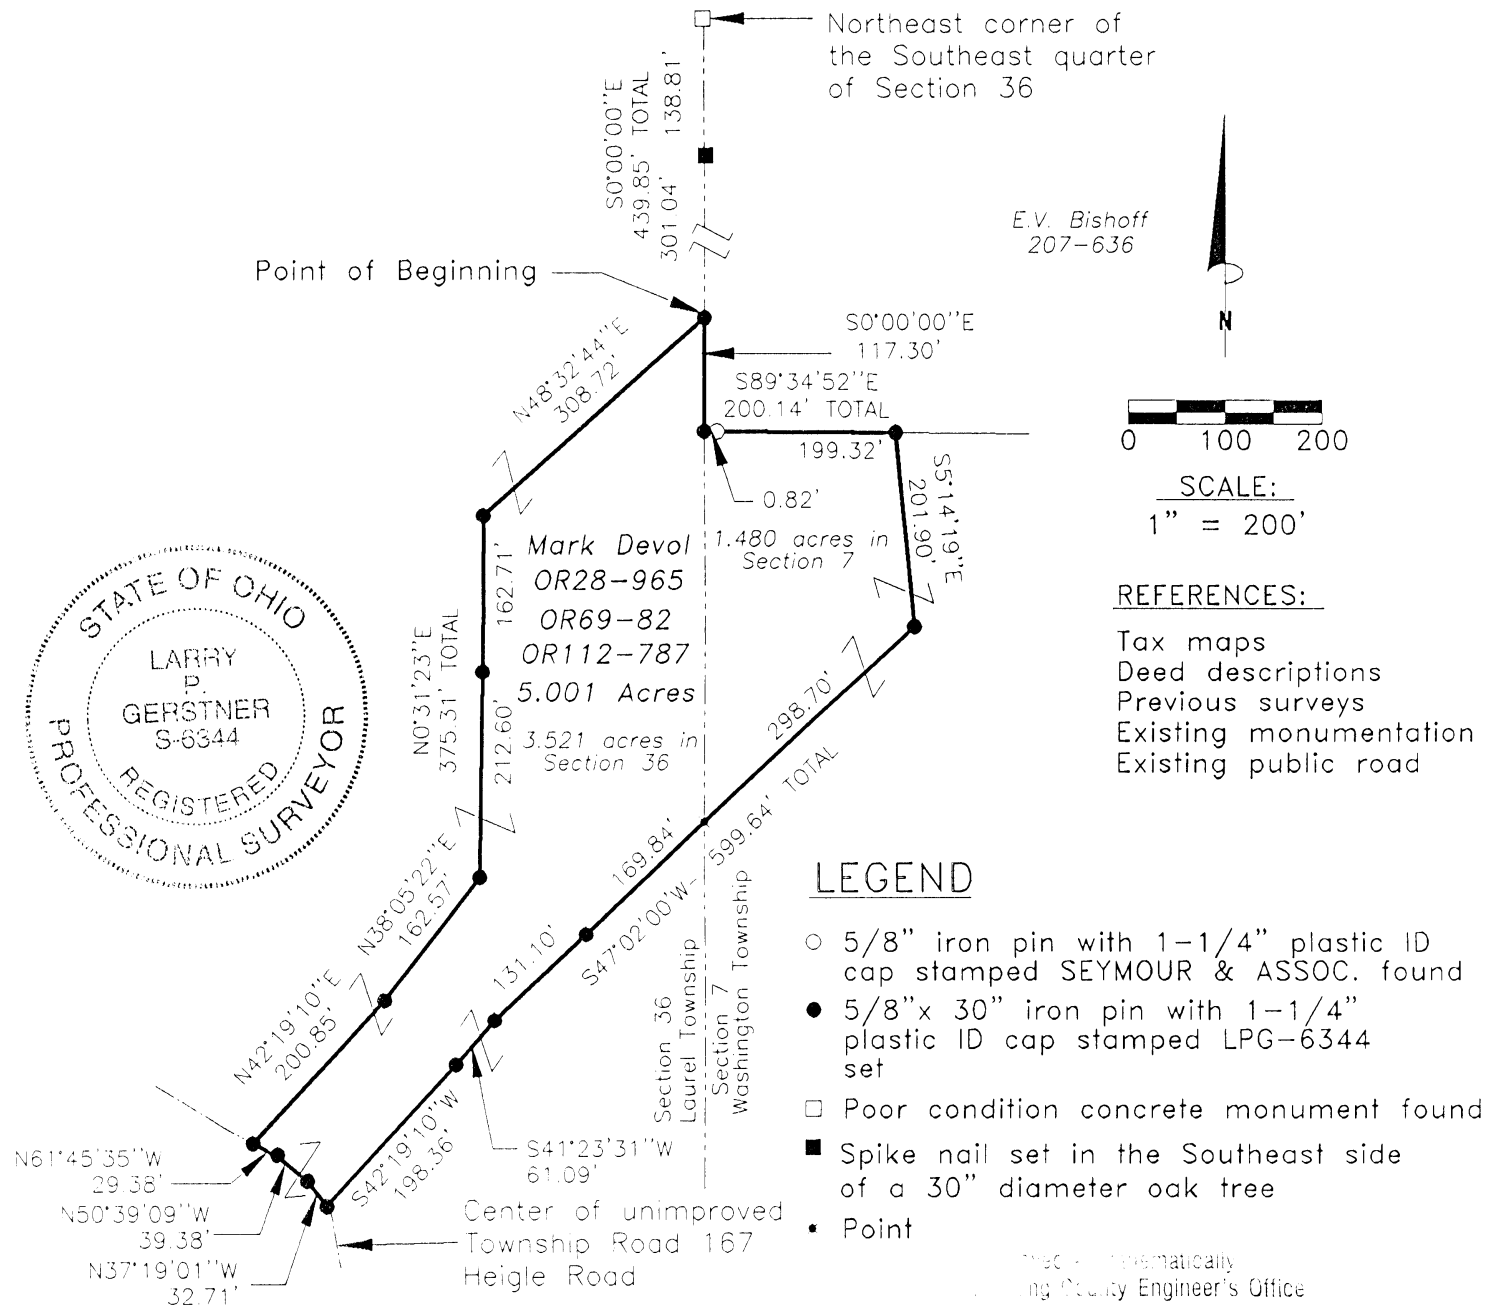 Northeast corner of
the Southeast quarter
of Section 36
S0°00'00"E
439.85' TOTAL
301.04'
138.81'
E.V. Bishoff
207-636
Point of Beginning
N
S0°00'00"E
117.30'
S89°34'52"E
200.14' TOTAL
199.32'
0.82'
N48°32'44"E
308.72'
0 100 200
SCALE:
1" = 200'
S5°14'19"E
201.90'
1.480 acres in
Section 7
Mark Devol
OR28-965
OR69-82
OR112-787
5.001 Acres
3.521 acres in
Section 36
162.71'
N0°31'23"E
375.31' TOTAL
212.60'
STATE OF OHIO
LARRY
P.
GERSTNER
S-6344
REGISTERED
PROFESSIONAL SURVEYOR
REFERENCES:
Tax maps
Deed descriptions
Previous surveys
Existing monumentation
Existing public road
298.70'
S47°02'00"W- 599.64' TOTAL
169.84'
131.10'
N38°05'22"E
162.57'
N42°19'10"E
200.85'
Section 36
Laurel Township
Section 7
Washington Township
S41°23'31"W
61.09'
S42°19'10"W
198.36'
N61°45'35"W
29.38'
N50°39'09"W
39.38'
N37°19'01"W
32.71'
Center of unimproved
Township Road 167
Heigle Road
LEGEND
5/8" iron pin with 1-1/4" plastic ID
cap stamped SEYMOUR & ASSOC. found
5/8"x 30" iron pin with 1-1/4"
plastic ID cap stamped LPG-6344
set
Poor condition concrete monument found
Spike nail set in the Southeast side
of a 30" diameter oak tree
Point
County Engineer's Office